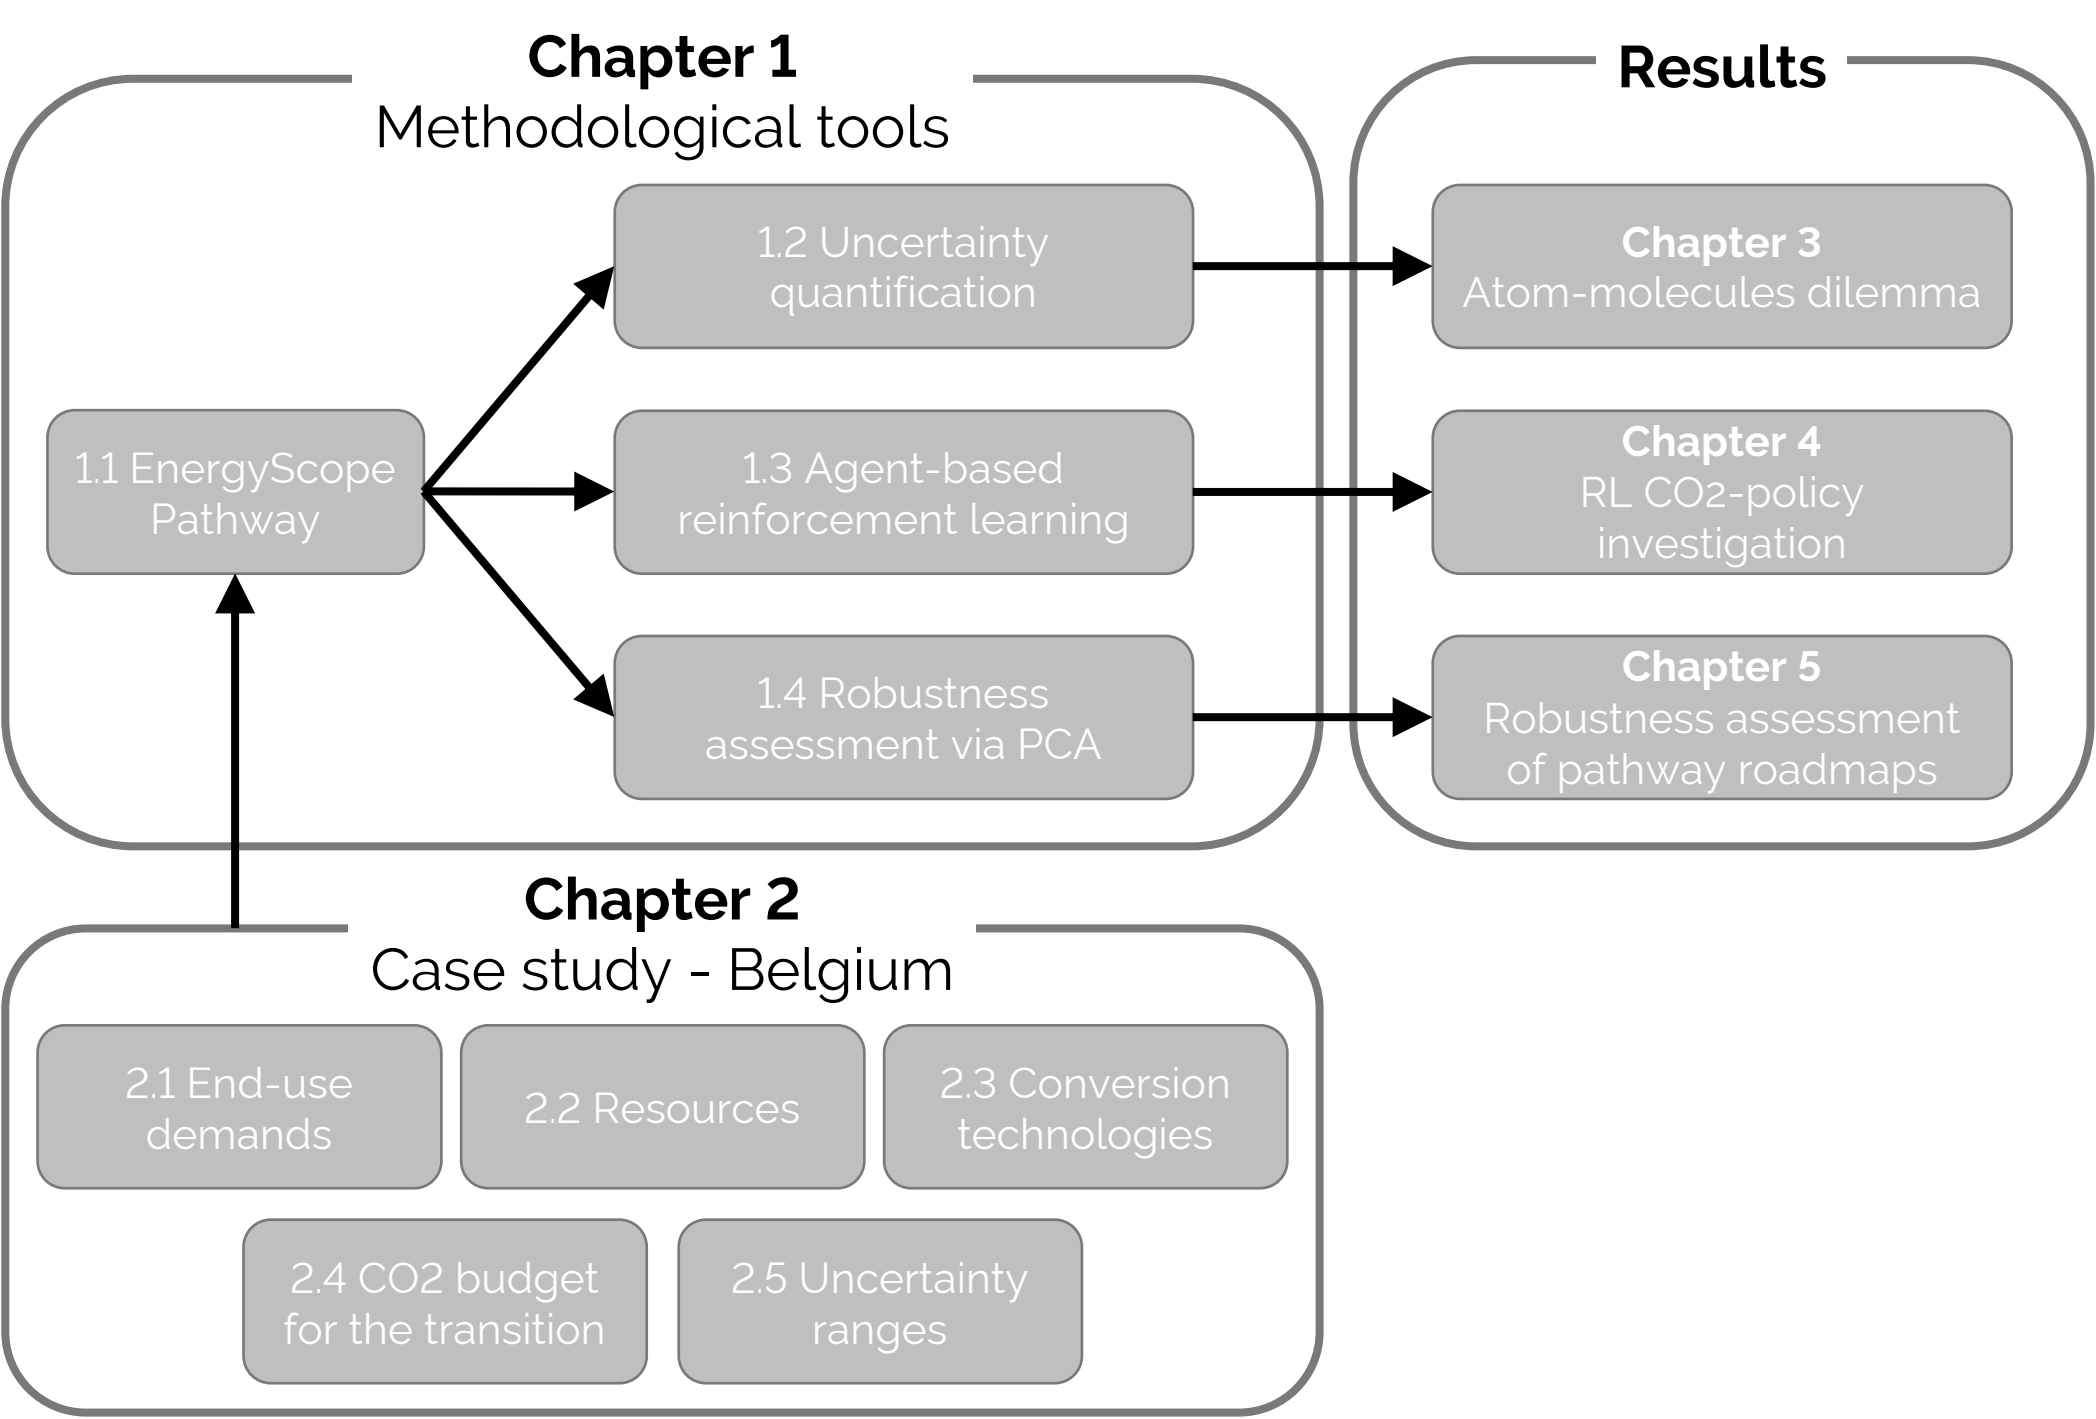 Chapter 1
Methodological tools
1.1 EnergyScope
Pathway
1.2 Uncertainty
quantification
1.3 Agent-based
reinforcement learning
1.4 Robustness
assessment via PCA
Results
Chapter 3
Atom-molecules dilemma
Chapter 4
RL CO2-policy
investigation
Chapter 5
Robustness assessment
of pathway roadmaps
Chapter 2
Case study - Belgium
2.1 End-use
demands
2.2 Resources
2.3 Conversion
technologies
2.4 CO2 budget
for the transition
2.5 Uncertainty
ranges